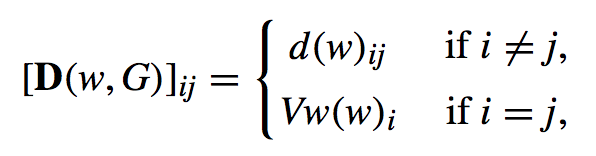 [D(w, G)]ij = { d(w)ij if i ≠ j,
Vw(w)i if i = j,